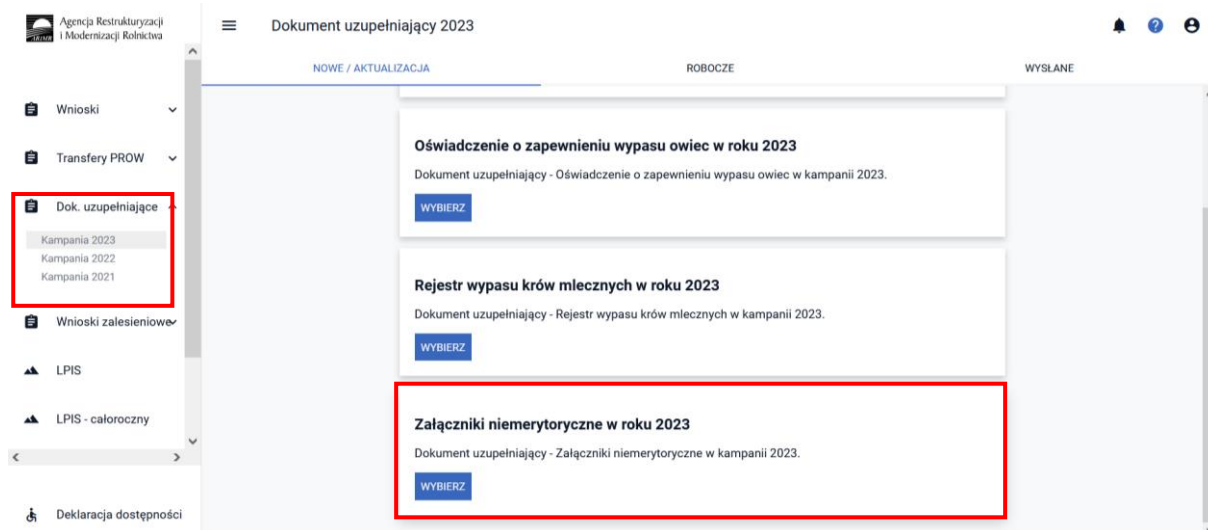 Agencja Restrukturyzacji
i Modernizacji Rolnictwa
ARiMR
Dokument uzupełniający 2023
NOWE / AKTUALIZACJA
ROBOCZE
WYSŁANE
Wnioski
Transfery PROW
Dok. uzupełniające
Kampania 2023
Kampania 2022
Kampania 2021
Wnioski zalesieniowe
LPIS
LPIS - całoroczny
Deklaracja dostępności
Oświadczenie o zapewnieniu wypasu owiec w roku 2023
Dokument uzupełniający - Oświadczenie o zapewnieniu wypasu owiec w kampanii 2023.
WYBIERZ
Rejestr wypasu krów mlecznych w roku 2023
Dokument uzupełniający - Rejestr wypasu krów mlecznych w kampanii 2023.
WYBIERZ
Załączniki niemerytoryczne w roku 2023
Dokument uzupełniający - Załączniki niemerytoryczne w kampanii 2023.
WYBIERZ